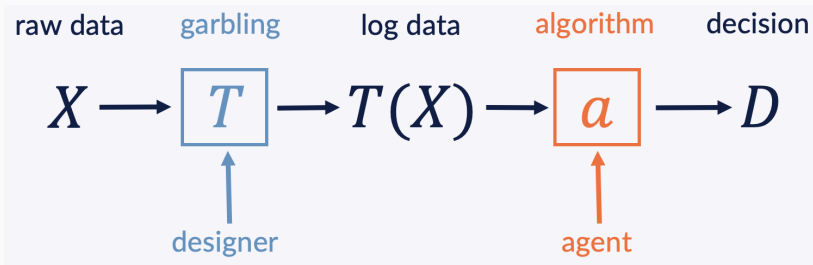 raw data garbling log data algorithm decision
X T T(X) a D
designer agent